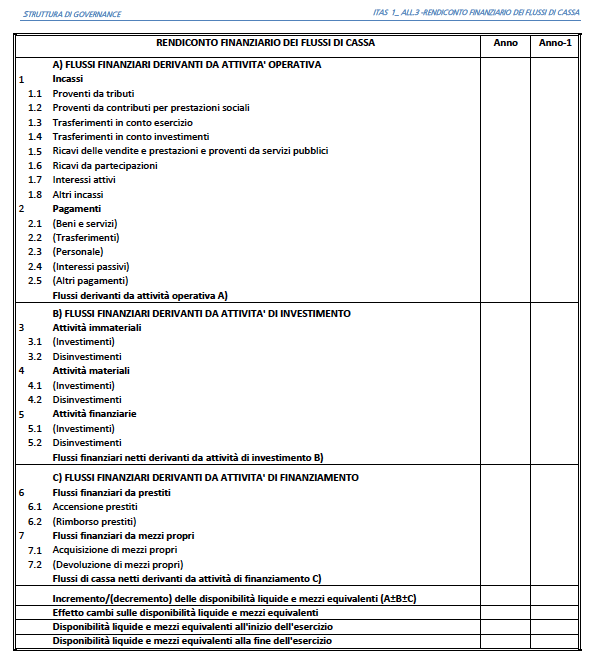 STRUTTURA DI GOVERNANCE
ITAS 1_ ALL.3 -RENDICONTO FINANZIARIO DEI FLUSSI DI CASSA
RENDICONTO FINANZIARIO DEI FLUSSI DI CASSA Anno Anno-1
A) FLUSSI FINANZIARI DERIVANTI DA ATTIVITA' OPERATIVA
1 Incassi
1.1 Proventi da tributi
1.2 Proventi da contributi per prestazioni sociali
1.3 Trasferimenti in conto esercizio
1.4 Trasferimenti in conto investimenti
1.5 Ricavi delle vendite e prestazioni e proventi da servizi pubblici
1.6 Ricavi da partecipazioni
1.7 Interessi attivi
1.8 Altri incassi
2 Pagamenti
2.1 (Beni e servizi)
2.2 (Trasferimenti)
2.3 (Personale)
2.4 (Interessi passivi)
2.5 (Altri pagamenti)
Flussi derivanti da attività operativa A)
B) FLUSSI FINANZIARI DERIVANTI DA ATTIVITA' DI INVESTIMENTO
3 Attività immateriali
3.1 (Investimenti)
3.2 Disinvestimenti
4 Attività materiali
4.1 (Investimenti)
4.2 Disinvestimenti
5 Attività finanziarie
5.1 (Investimenti)
5.2 Disinvestimenti
Flussi finanziari netti derivanti da attività di investimento B)
C) FLUSSI FINANZIARI DERIVANTI DA ATTIVITA' DI FINANZIAMENTO
6 Flussi finanziari da prestiti
6.1 Accensione prestiti
6.2 (Rimborso prestiti)
7 Flussi finanziari da mezzi propri
7.1 Acquisizione di mezzi propri
7.2 (Devoluzione di mezzi propri)
Flussi di cassa netti derivanti da attività di finanziamento C)
Incremento/(decremento) delle disponibilità liquide e mezzi equivalenti (A±B±C)
Effetto cambi sulle disponibilità liquide e mezzi equivalenti
Disponibilità liquide e mezzi equivalenti all'inizio dell'esercizio
Disponibilità liquide e mezzi equivalenti alla fine dell'esercizio